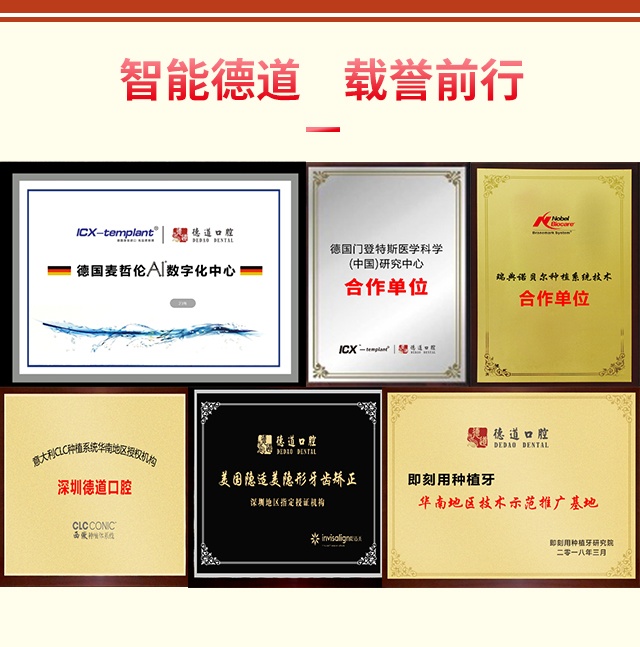 智能德道 载誉前行
ICX-templant®
德道口腔
DEDAO DENTAL
德国麦哲伦AI数字化中心
德国门登特斯医学科学
(中国)研究中心
合作单位
ICX-templant®
德道口腔
DEDAO DENTAL
Nobel
Biocare®
瑞典诺贝尔种植系统技术
合作单位
意大利CLC种植系统华南地区授权机构
深圳德道口腔
CLC CONIC®
德道口腔
DEDAO DENTAL
美国隐适美隐形牙齿矫正
深圳地区指定授证机构
invisalign
德道口腔
DEDAO DENTAL
即刻用种植牙
华南地区技术示范推广基地
即刻用种植牙研究院
二零一八年三月